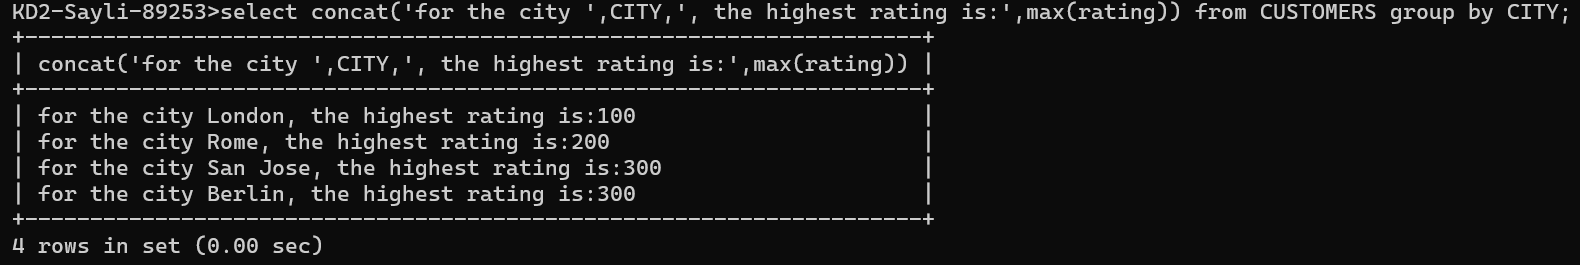 KD2-Sayli-89253>select concat('for the city ',CITY,', the highest rating is:',max(rating)) from CUSTOMERS group by CITY;
+---------------------------------------------------------------------+
| concat('for the city ',CITY,', the highest rating is:',max(rating)) |
+---------------------------------------------------------------------+
| for the city London, the highest rating is:100                      |
| for the city Rome, the highest rating is:200                        |
| for the city San Jose, the highest rating is:300                    |
| for the city Berlin, the highest rating is:300                      |
+---------------------------------------------------------------------+
4 rows in set (0.00 sec)